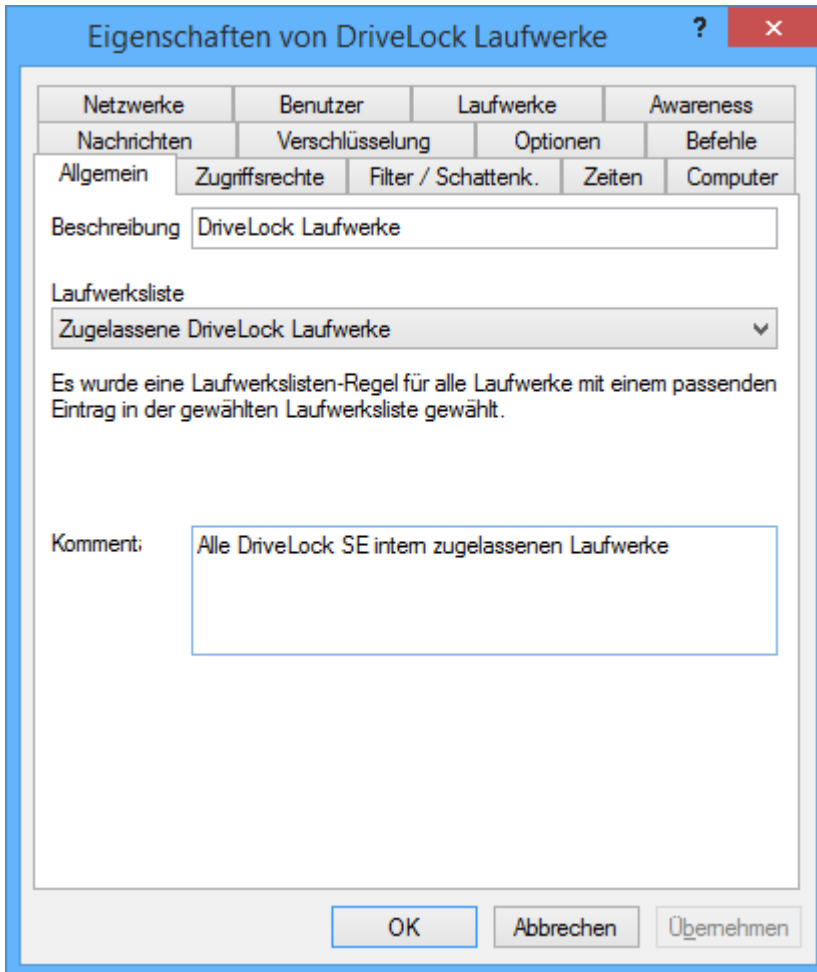 Eigenschaften von DriveLock Laufwerke ?
Netzwerke Benutzer Laufwerke Awareness
Nachrichten Verschlüsselung Optionen Befehle
Allgemein Zugriffsrechte Filter / Schattenk. Zeiten Computer
Beschreibung DriveLock Laufwerke
Laufwerksliste
Zugelassene DriveLock Laufwerke
Es wurde eine Laufwerkslisten-Regel für alle Laufwerke mit einem passenden
Eintrag in der gewählten Laufwerksliste gewählt.
Komment: Alle DriveLock SE intern zugelassenen Laufwerke
OK Abbrechen Übernehmen